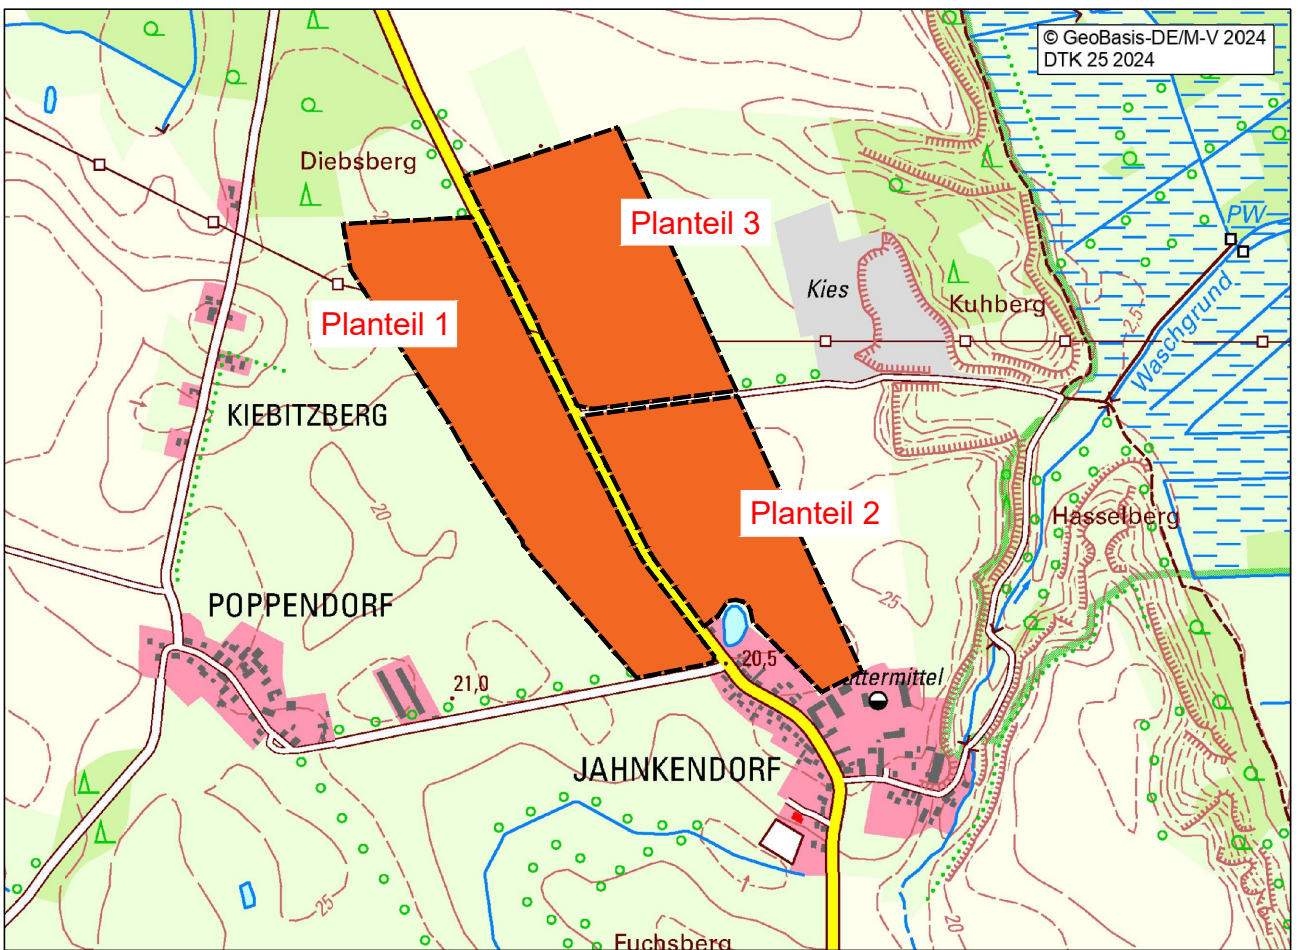 © GeoBasis-DE/M-V 2024
DTK 25 2024
Diebsberg
Planteil 3
PW
Kies
Kuhberg
Waschgrund
2,5
Planteil 1
KIEBITZBERG
20
Planteil 2
Hasselberg
25
POPPENDORF
20,5
21,0
ttermittel
JAHNKENDORF
25
20
Fuchsberg